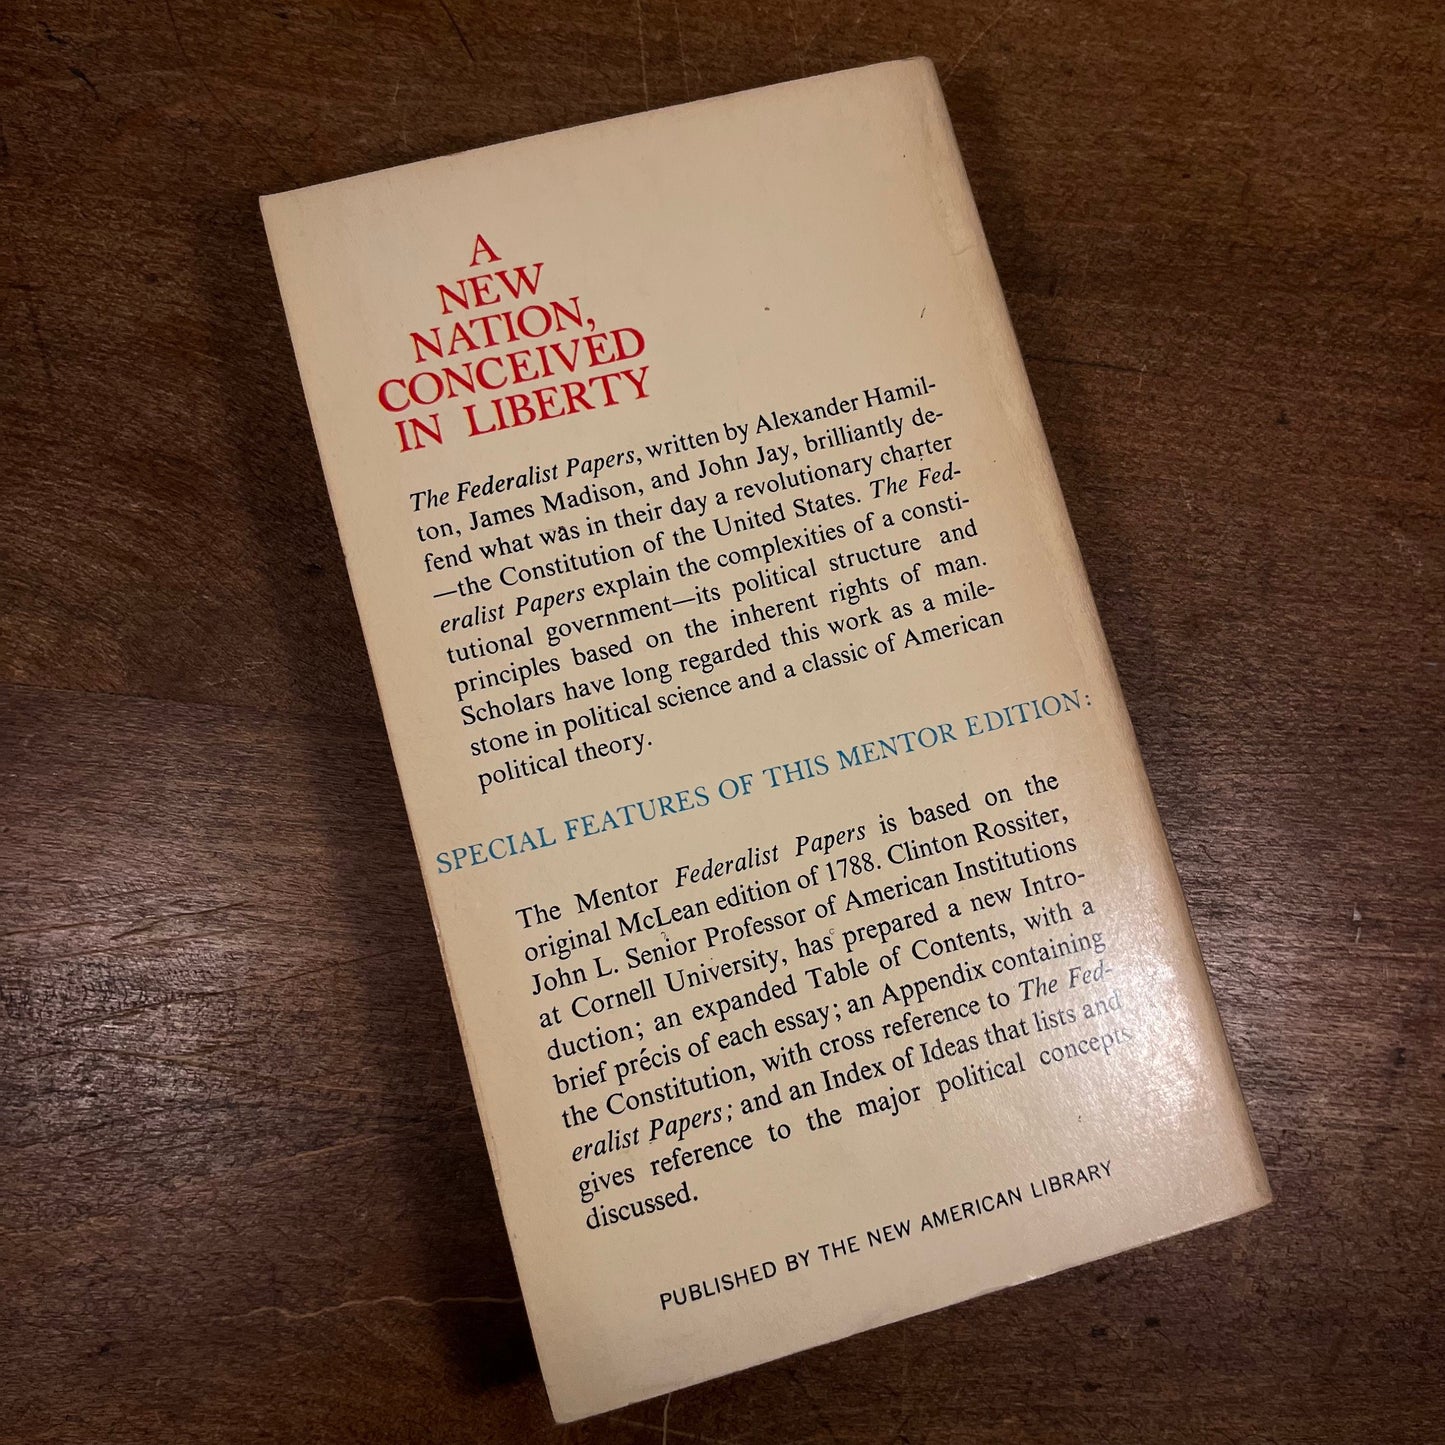 A
NEW
NATION,
CONCEIVED
IN LIBERTY
The Federalist Papers, written by Alexander Hamil-
ton, James Madison, and John Jay, brilliantly de-
fend what was in their day a revolutionary charter
—the Constitution of the United States. The Fed-
eralist Papers explain the complexities of a consti-
tutional government—its political structure and
principles based on the inherent rights of man.
Scholars have long regarded this work as a mile-
stone in political science and a classic of American
political theory.
SPECIAL FEATURES OF THIS MENTOR EDITION:
The Mentor Federalist Papers is based on the
original McLean edition of 1788. Clinton Rossiter,
John L. Senior Professor of American Institutions
at Cornell University, has prepared a new Intro-
duction; an expanded Table of Contents, with a
brief précis of each essay; an Appendix containing
the Constitution, with cross reference to The Fed-
eralist Papers; and an Index of Ideas that lists and
gives reference to the major political concepts
discussed.
PUBLISHED BY THE NEW AMERICAN LIBRARY